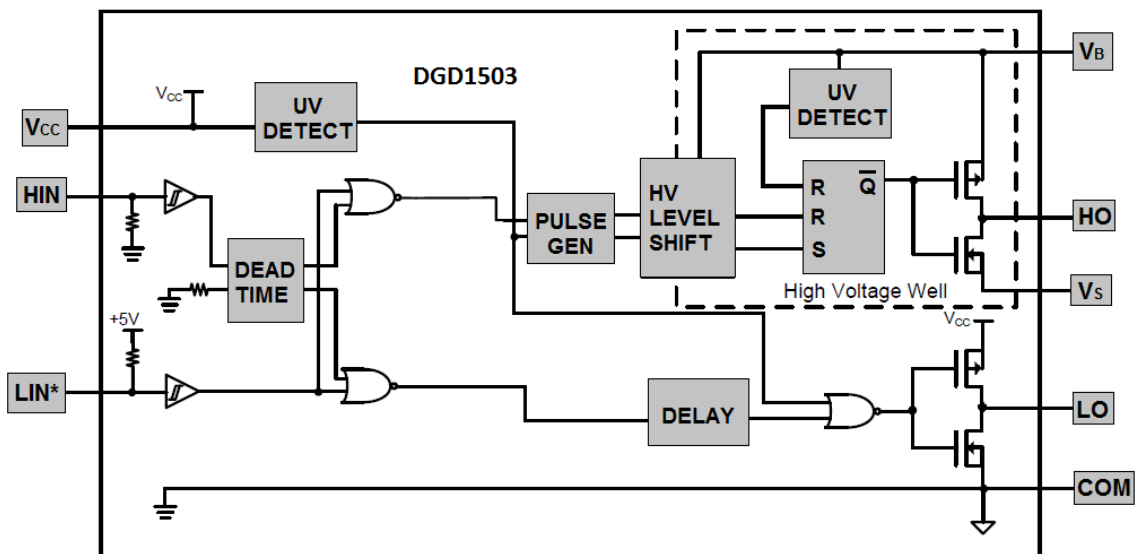 DGD1503
VB
VCC
UV
DETECT
UV
DETECT
VCC
HIN
HV
LEVEL
SHIFT
R
R
S
Q
PULSE
GEN
HO
DEAD
TIME
High Voltage Well
VS
+5V
VCC
LIN*
DELAY
LO
COM